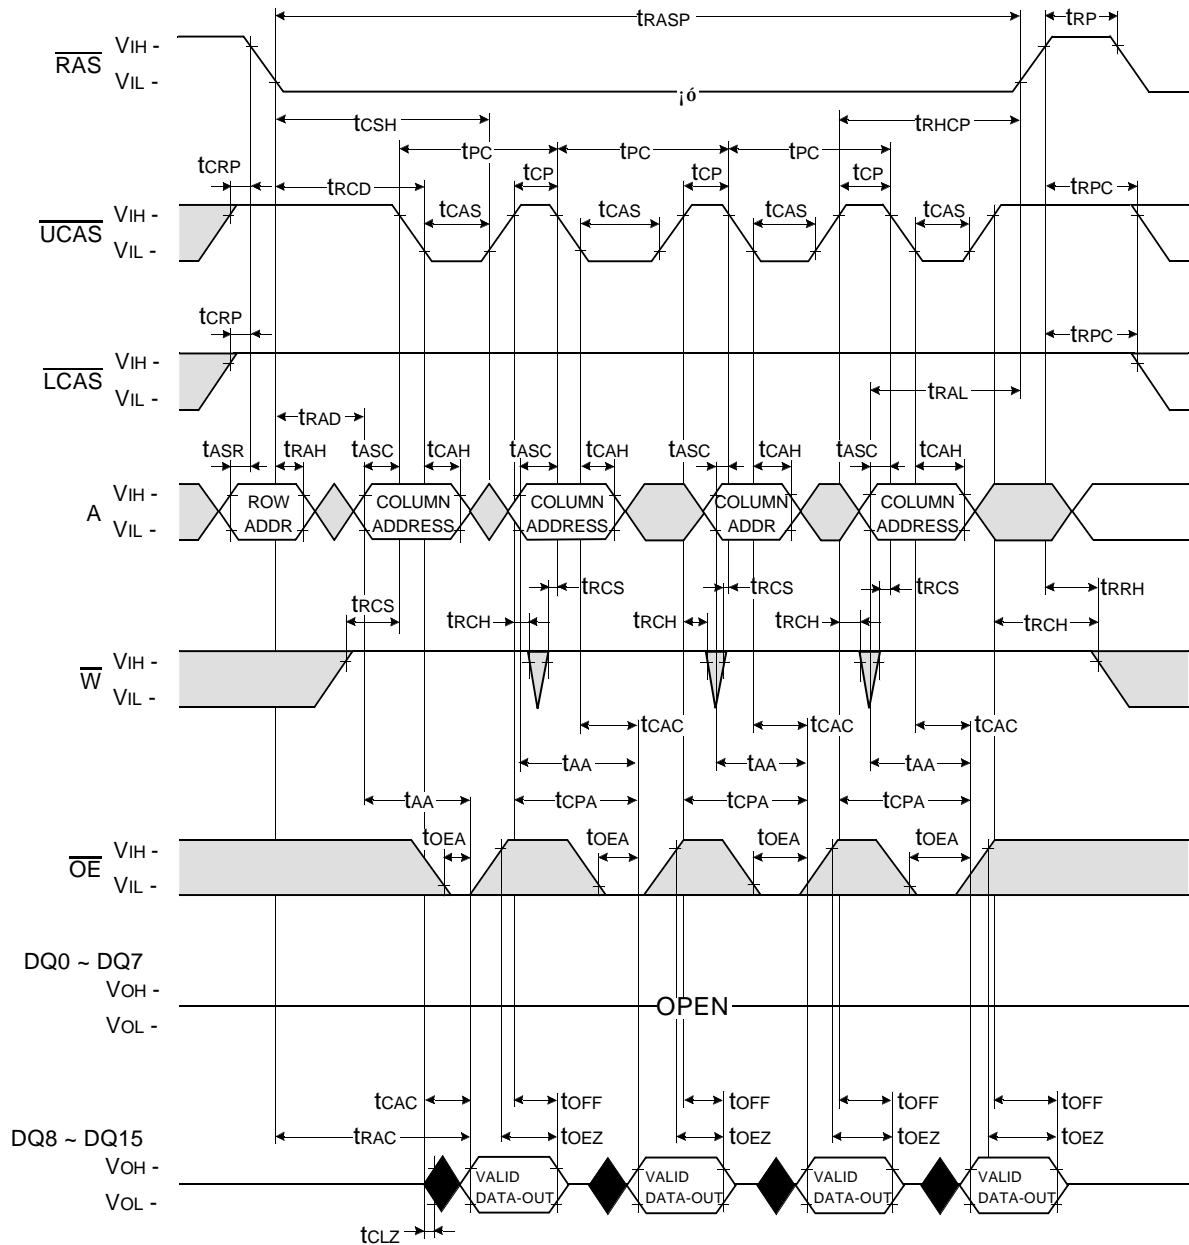 tRASP tRP
RAS VIH -
VIL -
¡ó
tCSH tRHCP
tPC tPC tPC
tCRP tCP tCP tCP
tRCD tRPC
tCAS tCAS tCAS tCAS
UCAS VIH -
VIL -
tCRP tRPC
LCAS VIH -
VIL -
tRAL
tRAD
tASR tRAH tASC tCAH tASC tCAH tASC tCAH tASC tCAH
A VIH -
VIL -
ROW COLUMN COLUMN COLUMN COLUMN
ADDR ADDRESS ADDRESS ADDR ADDRESS
tRCS tRCS tRCS tRRH
tRCS
tRCH tRCH tRCH tRCH
W VIH -
VIL -
tCAC tCAC tCAC
tAA tAA tAA
tAA tCPA tCPA tCPA
tOEA tOEA tOEA tOEA
OE VIH -
VIL -
DQ0 ~ DQ7
VOH -
OPEN
VOL -
tCAC tOFF tOFF tOFF tOFF
DQ8 ~ DQ15 tRAC tOEZ tOEZ tOEZ tOEZ
VOH -
VOL -
VALID VALID VALID VALID
DATA-OUT DATA-OUT DATA-OUT DATA-OUT
tCLZ